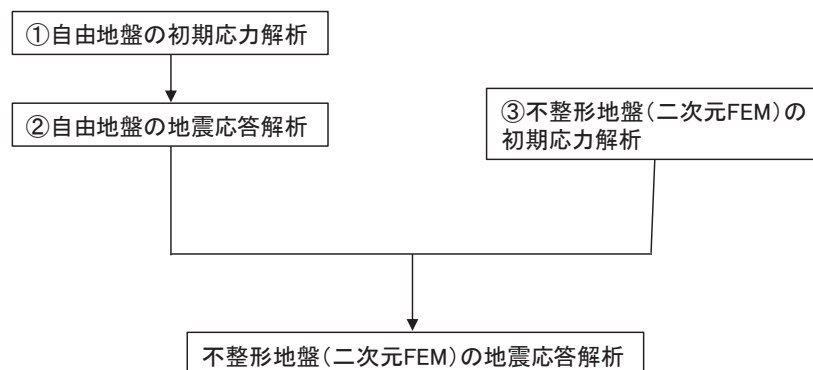 ①自由地盤の初期応力解析
②自由地盤の地震応答解析
③不整形地盤(二次元FEM)の
初期応力解析
不整形地盤(二次元FEM)の地震応答解析